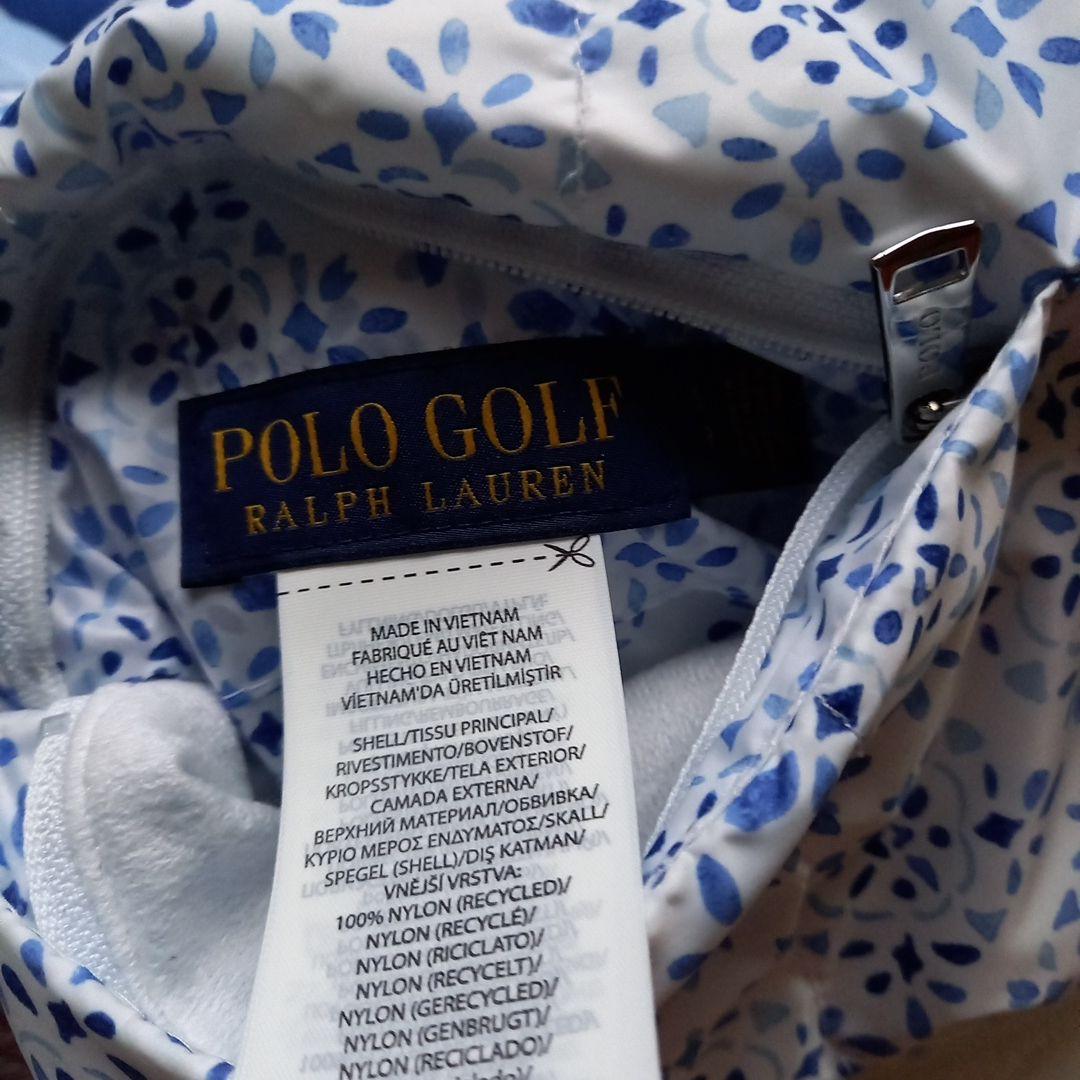 POLO GOLF
RALPH LAUREN
MADE IN VIETNAM
FABRIQUÉ AU VIÊT NAM
HECHO EN VIETNAM
VİETNAM'DA ÜRETİLMİŞTİR
SHELL/TISSU PRINCIPAL/
RIVESTIMENTO/BOVENSTOF/
KROPSSTYKKE/TELA EXTERIOR/
CAMADA EXTERNA/
ВЕРХНИЙ МАТЕРИАЛ/ОБВИВКА/
ΚΥΡΙΟ ΜΕΡΟΣ ΕΝΔΥΜΑΤΟΣ/SKALL/
SPEGEL (SHELL)/DIŞ KATMAN/
VNĚJŠÍ VRSTVA:
100% NYLON (RECYCLED)/
NYLON (RECYCLÉ)/
NYLON (RICICLATO)/
NYLON (RECYCELT)/
NYLON (GERECYCLED)/
NYLON (GENBRUGT)/
NYLON (RECICLADO)/